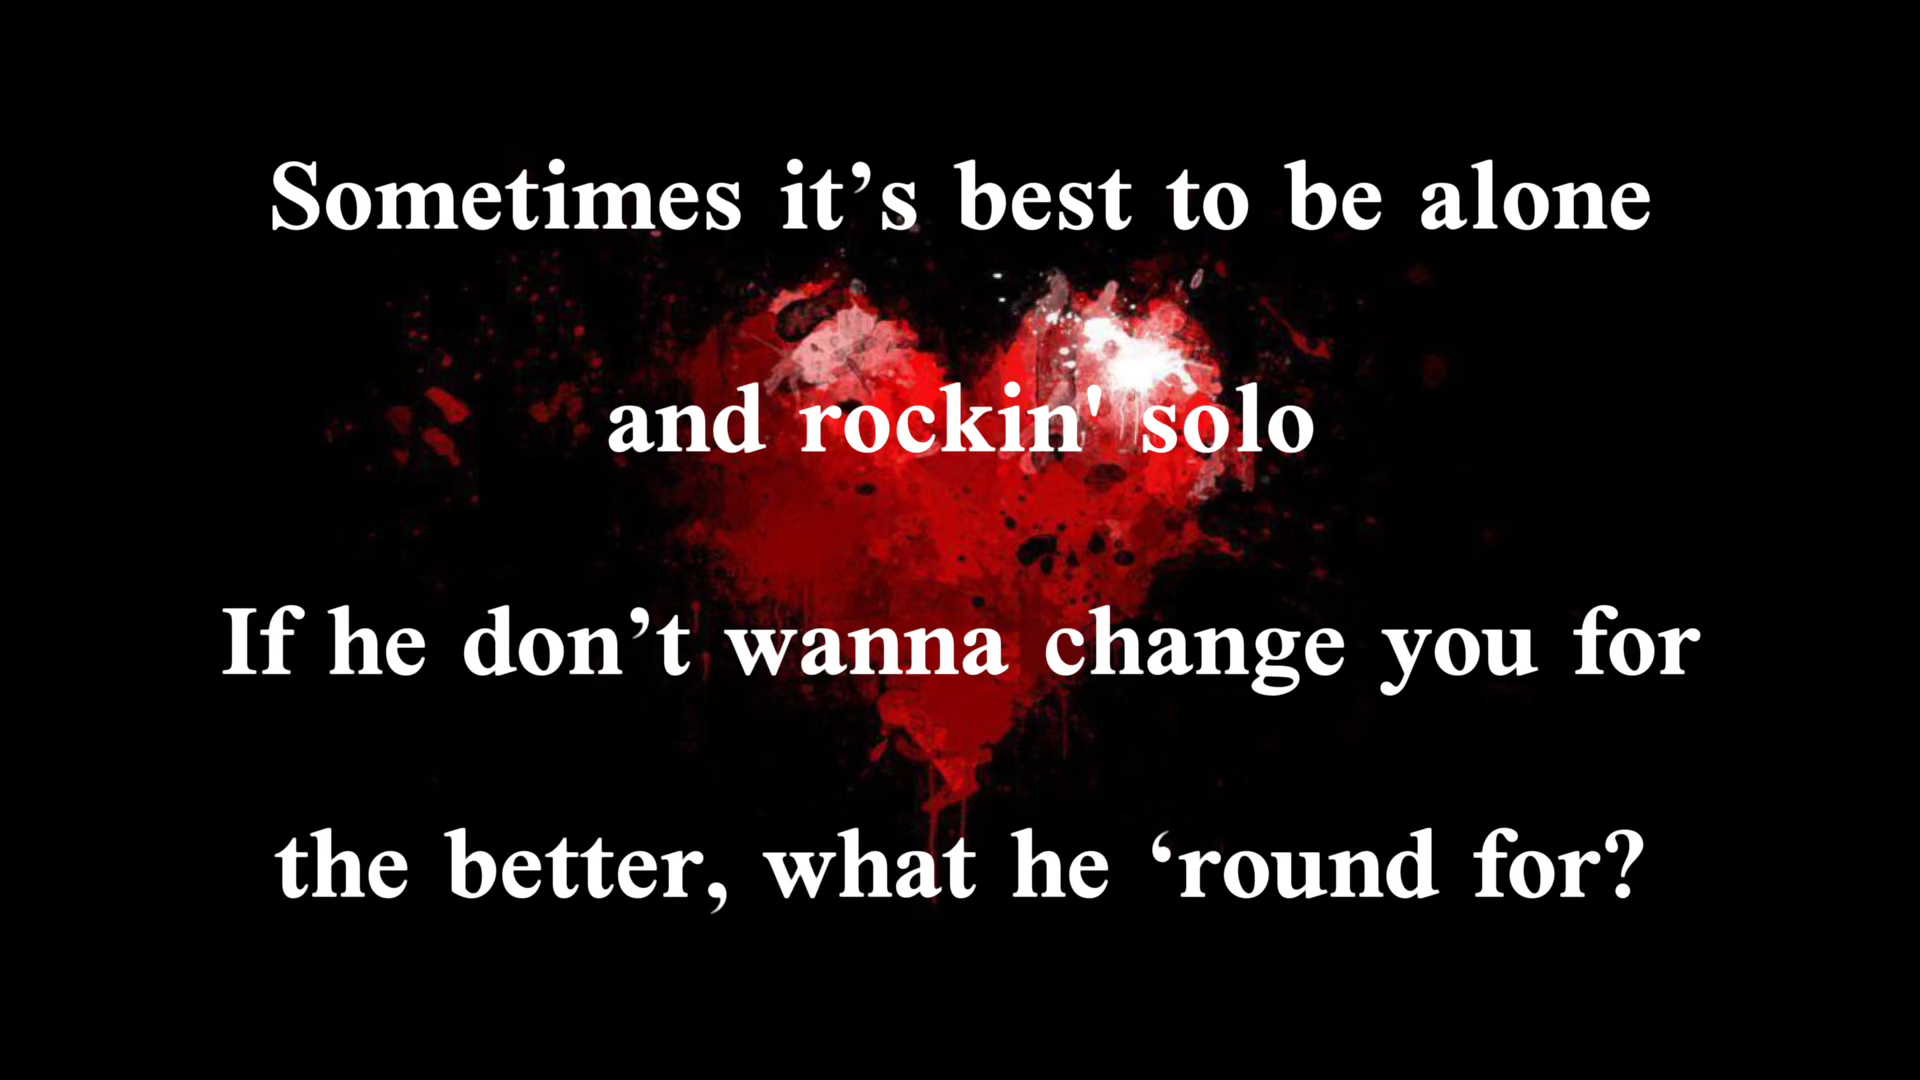 Sometimes it’s best to be alone
and rockin' solo
If he don’t wanna change you for
the better, what he ‘round for?